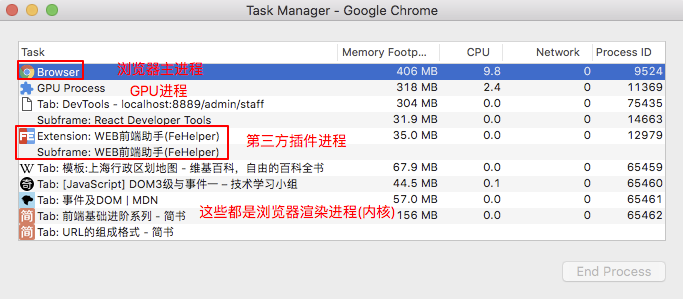 Task Manager - Google Chrome
Task Memory Footp... CPU Network Process ID
Browser 浏览器主进程 406 MB 9.8 0 9524
GPU Process GPU进程 318 MB 2.4 0 11369
Tab: DevTools - localhost:8889/admin/staff 304 MB 0.0 0 75435
Subframe: React Developer Tools 31.9 MB 0.0 0 14663
FE Extension: WEB前端助手(FeHelper) 35.0 MB 0.0 0 12979
第三方插件进程
Subframe: WEB前端助手(FeHelper)
W Tab: 模板:上海行政区划地图 - 维基百科，自由的百科全书 67.9 MB 0.0 0 65459
奇 Tab: [JavaScript] DOM3级与事件一 – 技术学习小组 44.5 MB 0.1 0 65460
Tab: 事件及DOM | MDN 57.0 MB 0.0 0 65461
简 Tab: 前端基础进阶系列 - 简书 这些都是浏览器渲染进程(内核) 156 MB 0.0 0 65462
简 Tab: URL的组成格式 - 简书
End Process